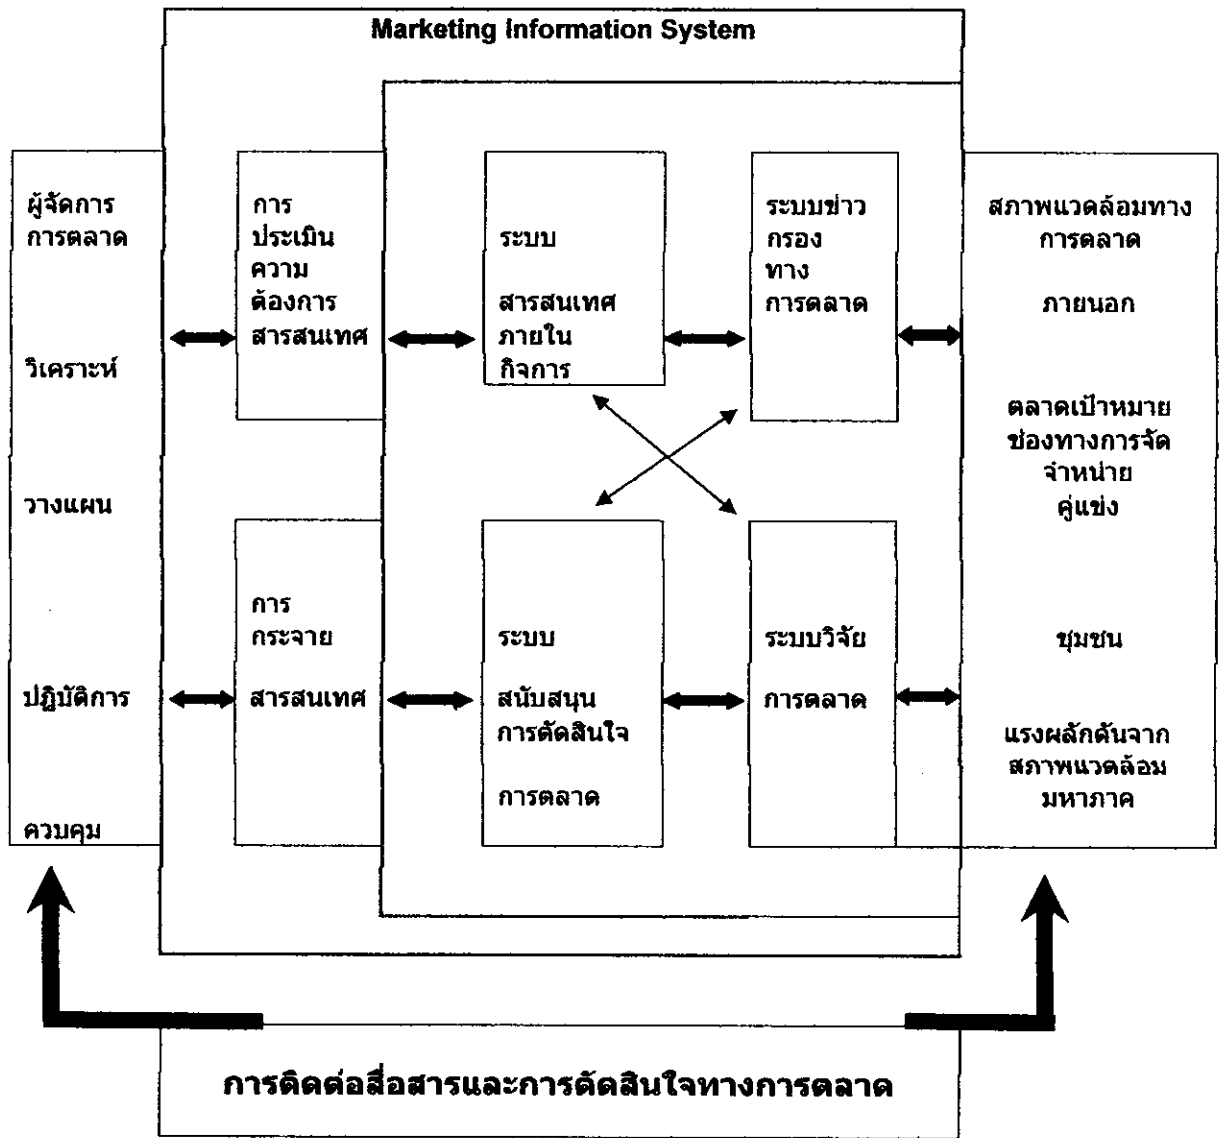 Marketing Information System
ผู้จัดการ
การตลาด
วิเคราะห์
วางแผน
ปฏิบัติการ
ควบคุม
การ
ประเมิน
ความ
ต้องการ
สารสนเทศ
การ
กระจาย
สารสนเทศ
ระบบ
สารสนเทศ
ภายใน
กิจการ
ระบบข่าว
กรอง
ทาง
การตลาด
ระบบ
สนับสนุน
การตัดสินใจ
การตลาด
ระบบวิจัย
การตลาด
สภาพแวดล้อมทาง
การตลาด
ภายนอก
ตลาดเป้าหมาย
ช่องทางการจัด
จำหน่าย
คู่แข่ง
ชุมชน
แรงผลักดันจาก
สภาพแวดล้อม
มหาภาค
การติดต่อสื่อสารและการตัดสินใจทางการตลาด